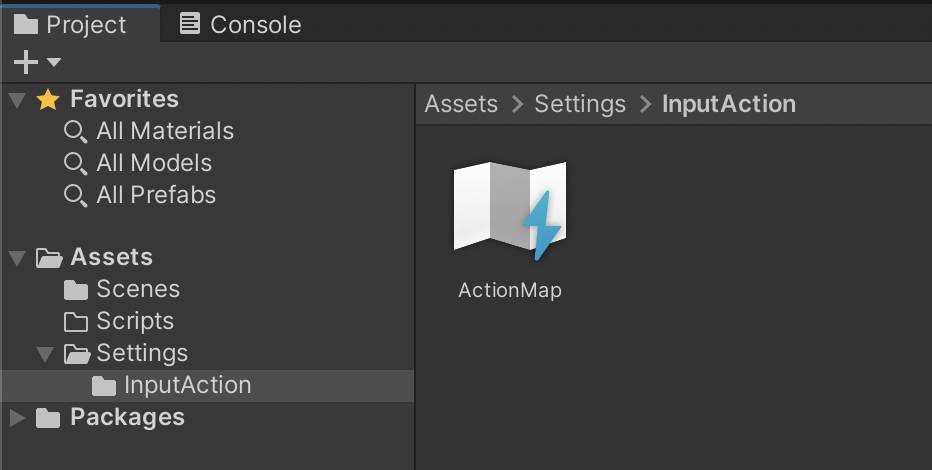 Project
Console
Favorites
All Materials
All Models
All Prefabs
Assets
Scenes
Scripts
Settings
InputAction
Packages
Assets > Settings > InputAction
ActionMap